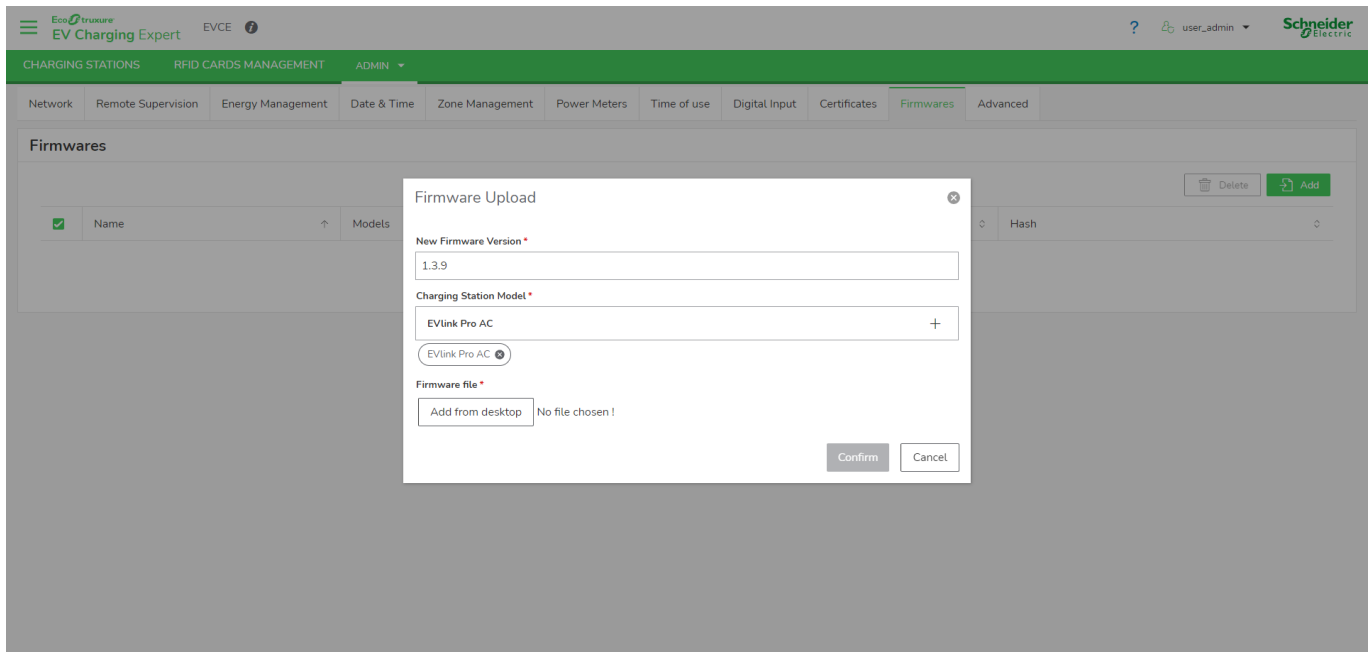 EcoStruxure
EV Charging Expert
EVCE
? user_admin
Schneider Electric
CHARGING STATIONS RFID CARDS MANAGEMENT ADMIN
Network Remote Supervision Energy Management Date & Time Zone Management Power Meters Time of use Digital Input Certificates Firmwares Advanced
Firmwares
Delete Add
Name Models Hash
Firmware Upload
New Firmware Version *
1.3.9
Charging Station Model *
EVlink Pro AC +
EVlink Pro AC
Firmware file *
Add from desktop No file chosen !
Confirm Cancel